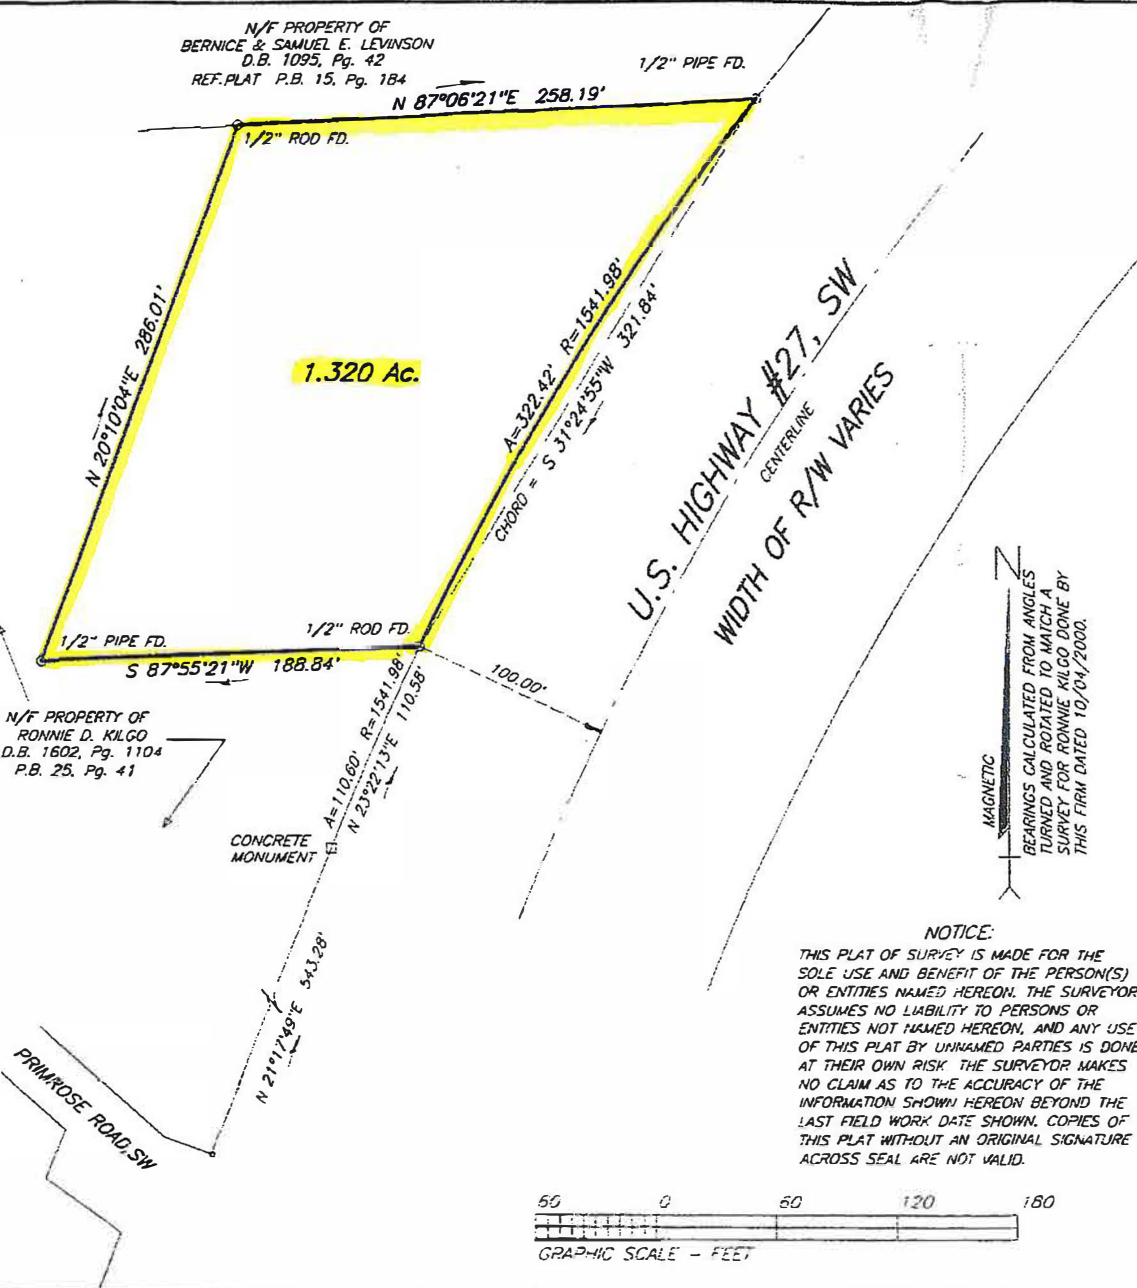 N/F PROPERTY OF
BERNICE & SAMUEL E. LEVINSON
D.B. 1095, Pg. 42
REF.PLAT P.B. 15, Pg. 184
1/2" PIPE FD.
N 87°06'21"E 258.19'
1/2" ROD FD.
N 20°10'04"E 286.01'
1.320 Ac.
A=322.42' R=1541.98'
CHORD = S 31°24'55"W 321.84'
U.S. HIGHWAY #27, SW
CENTERLINE
WIDTH OF R/W VARIES
1/2" PIPE FD.
1/2" ROD FD.
S 87°55'21"W 188.84'
100.00'
N/F PROPERTY OF
RONNIE D. KILGO
D.B. 1602, Pg. 1104
P.B. 25, Pg. 41
A=110.60' R=1541.98'
N 23°22'13"E 110.58'
CONCRETE
MONUMENT
N 21°17'49"E 543.28'
PRIMROSE ROAD,SW
N
MAGNETIC
BEARINGS CALCULATED FROM ANGLES
TURNED AND ROTATED TO MATCH A
SURVEY FOR RONNIE KILGO DONE BY
THIS FIRM DATED 10/04/2000.
NOTICE:
THIS PLAT OF SURVEY IS MADE FOR THE
SOLE USE AND BENEFIT OF THE PERSON(S)
OR ENTITIES NAMED HEREON. THE SURVEYOR
ASSUMES NO LIABILITY TO PERSONS OR
ENTITIES NOT NAMED HEREON, AND ANY USE
OF THIS PLAT BY UNNAMED PARTIES IS DONE
AT THEIR OWN RISK. THE SURVEYOR MAKES
NO CLAIM AS TO THE ACCURACY OF THE
INFORMATION SHOWN HEREON BEYOND THE
LAST FIELD WORK DATE SHOWN. COPIES OF
THIS PLAT WITHOUT AN ORIGINAL SIGNATURE
ACROSS SEAL ARE NOT VALID.
60 0 60 120 180
GRAPHIC SCALE - FEET